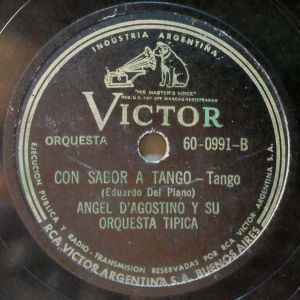 INDUSTRIA ARGENTINA
"HIS MASTER'S VOICE"
REG. U.S. PAT. OFF. MARCAS REGISTRADAS
VICTOR
ORQUESTA 60-0991-B
CON SABOR A TANGO - Tango
(Eduardo Del Piano)
ANGEL D'AGOSTINO Y SU
ORQUESTA TIPICA
EJECUCION PUBLICA Y RADIO-TRANSMISION RESERVADAS POR RCA VICTOR ARGENTINA S.A.
RCA VICTOR ARGENTINA S.A. BUENOS AIRES